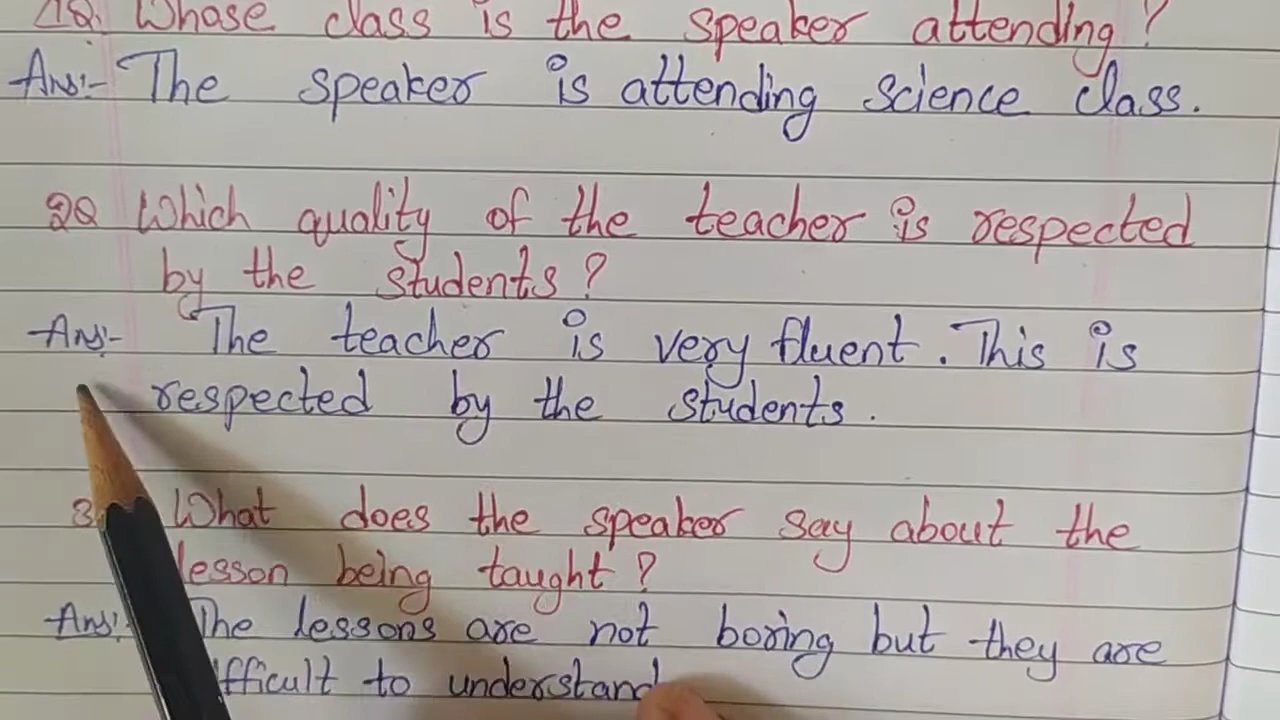 1Q. Whose class is the speaker attending?
Ans:- The speaker is attending science class.
2Q Which quality of the teacher is respected
by the students?
Ans:- The teacher is very fluent. This is
respected by the students.
3 What does the speaker say about the
lesson being taught?
Ans:- The lessons are not boring but they are
fficult to understand